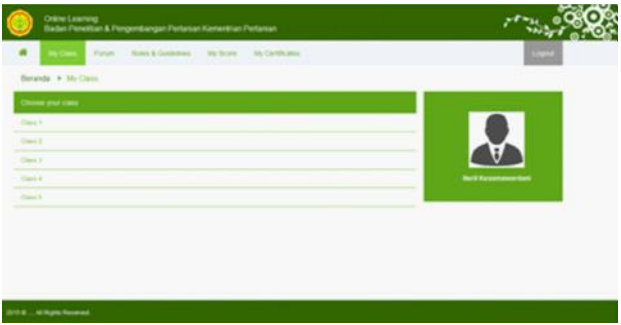 Online Learning
Badan Penelitian & Pengembangan Pertanian Kementrian Pertanian
My Class Forum Rules & Guidelines My Score My Certificates Logout
Beranda My Class
Choose your class
Class 1
Class 2
Class 3
Class 4
Class 5
2015 © ... All Rights Reserved